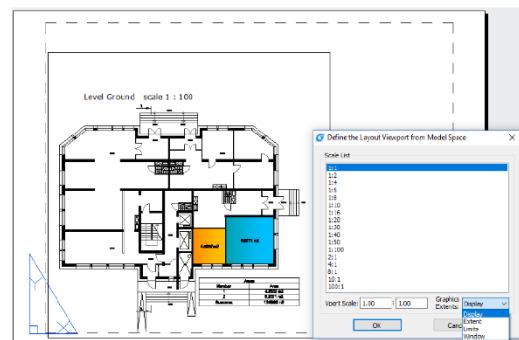 Level Ground scale 1 : 100
Define the Layout Viewport from Model Space
Scale List
1:1
1:2
1:4
1:5
1:8
1:10
1:16
1:20
1:30
1:40
1:50
1:100
2:1
4:1
8:1
10:1
100:1
Vport Scale: 1.00 : 1.00
Graphics Extents: Display
Display
Extent
Limits
Window
OK
Areas
Number Area
1
2